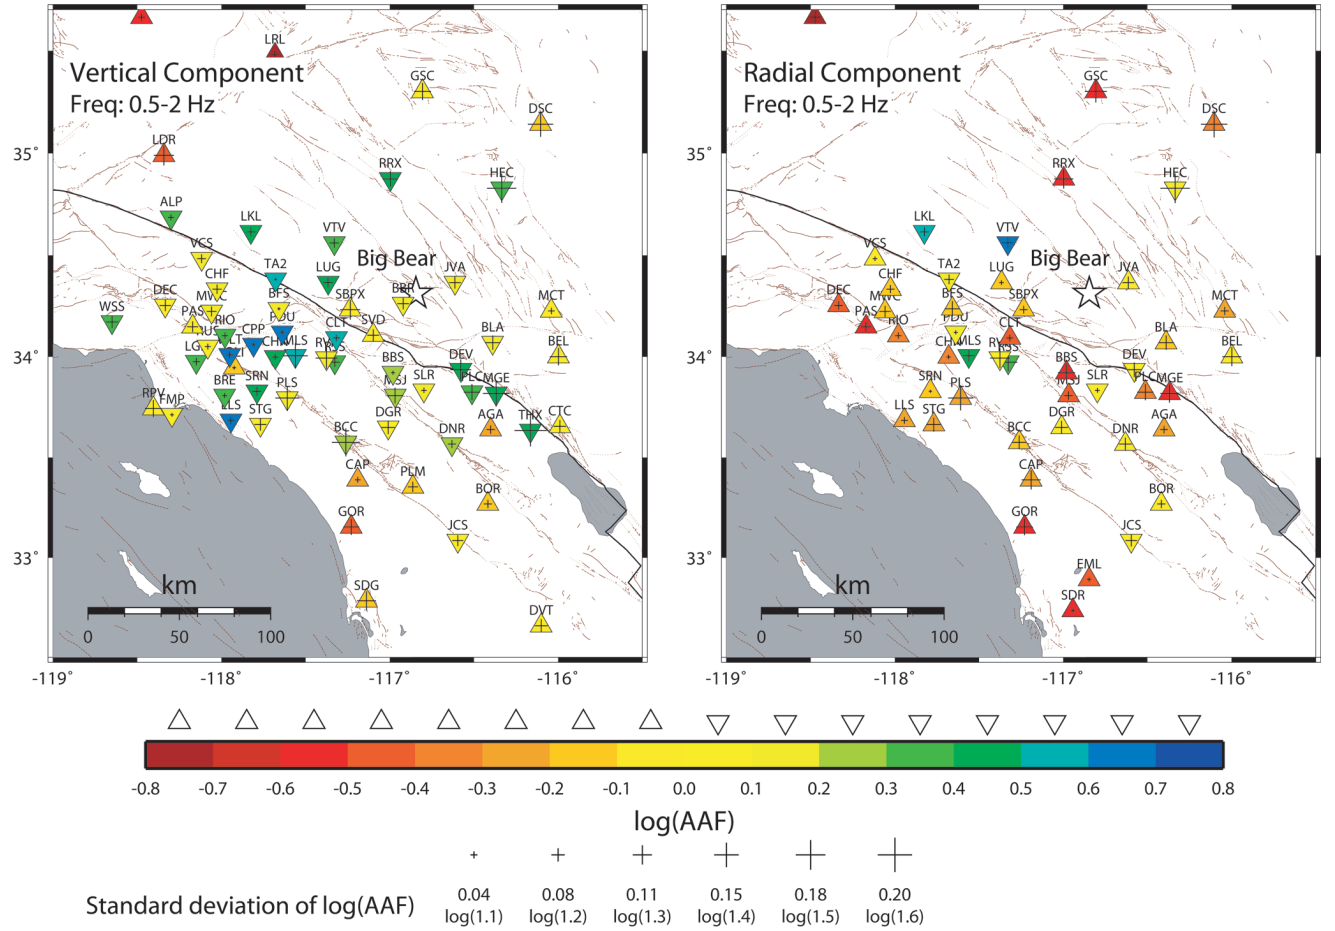 Vertical Component
Freq: 0.5-2 Hz
LRL
GSC
DSC
LDR
RRX
HEC
ALP
LKL
VTV
VCS
TA2
LUG
Big Bear
JVA
CHF
DEC
MWC
BFS
SBPX
MCT
WSS
PAS
RIO
CPP
CLT
SVD
BLA
MLS
BBS
DEV
BEL
BRE
SRN
PLS
MSJ
SLR
PLC
MGE
RPV
FMP
LLS
STG
DGR
AGA
THX
CTC
BCC
DNR
CAP
PLM
BOR
GOR
JCS
SDG
DVT
km
0 50 100
35°
34°
33°
-119° -118° -117° -116°
Radial Component
Freq: 0.5-2 Hz
GSC
DSC
RRX
HEC
LKL
VTV
VCS
TA2
LUG
Big Bear
JVA
CHF
DEC
MWC
BFS
SBPX
MCT
PAS
RIO
PDU
CLT
BLA
MLS
BBS
DEV
BEL
SRN
PLS
MSJ
SLR
PLC
MGE
LLS
STG
DGR
AGA
BCC
DNR
CAP
BOR
GOR
JCS
EML
SDR
km
0 50 100
35°
34°
33°
-119° -118° -117° -116°
-0.8 -0.7 -0.6 -0.5 -0.4 -0.3 -0.2 -0.1 0.0 0.1 0.2 0.3 0.4 0.5 0.6 0.7 0.8
log(AAF)
Standard deviation of log(AAF)
0.04 0.08 0.11 0.15 0.18 0.20
log(1.1) log(1.2) log(1.3) log(1.4) log(1.5) log(1.6)